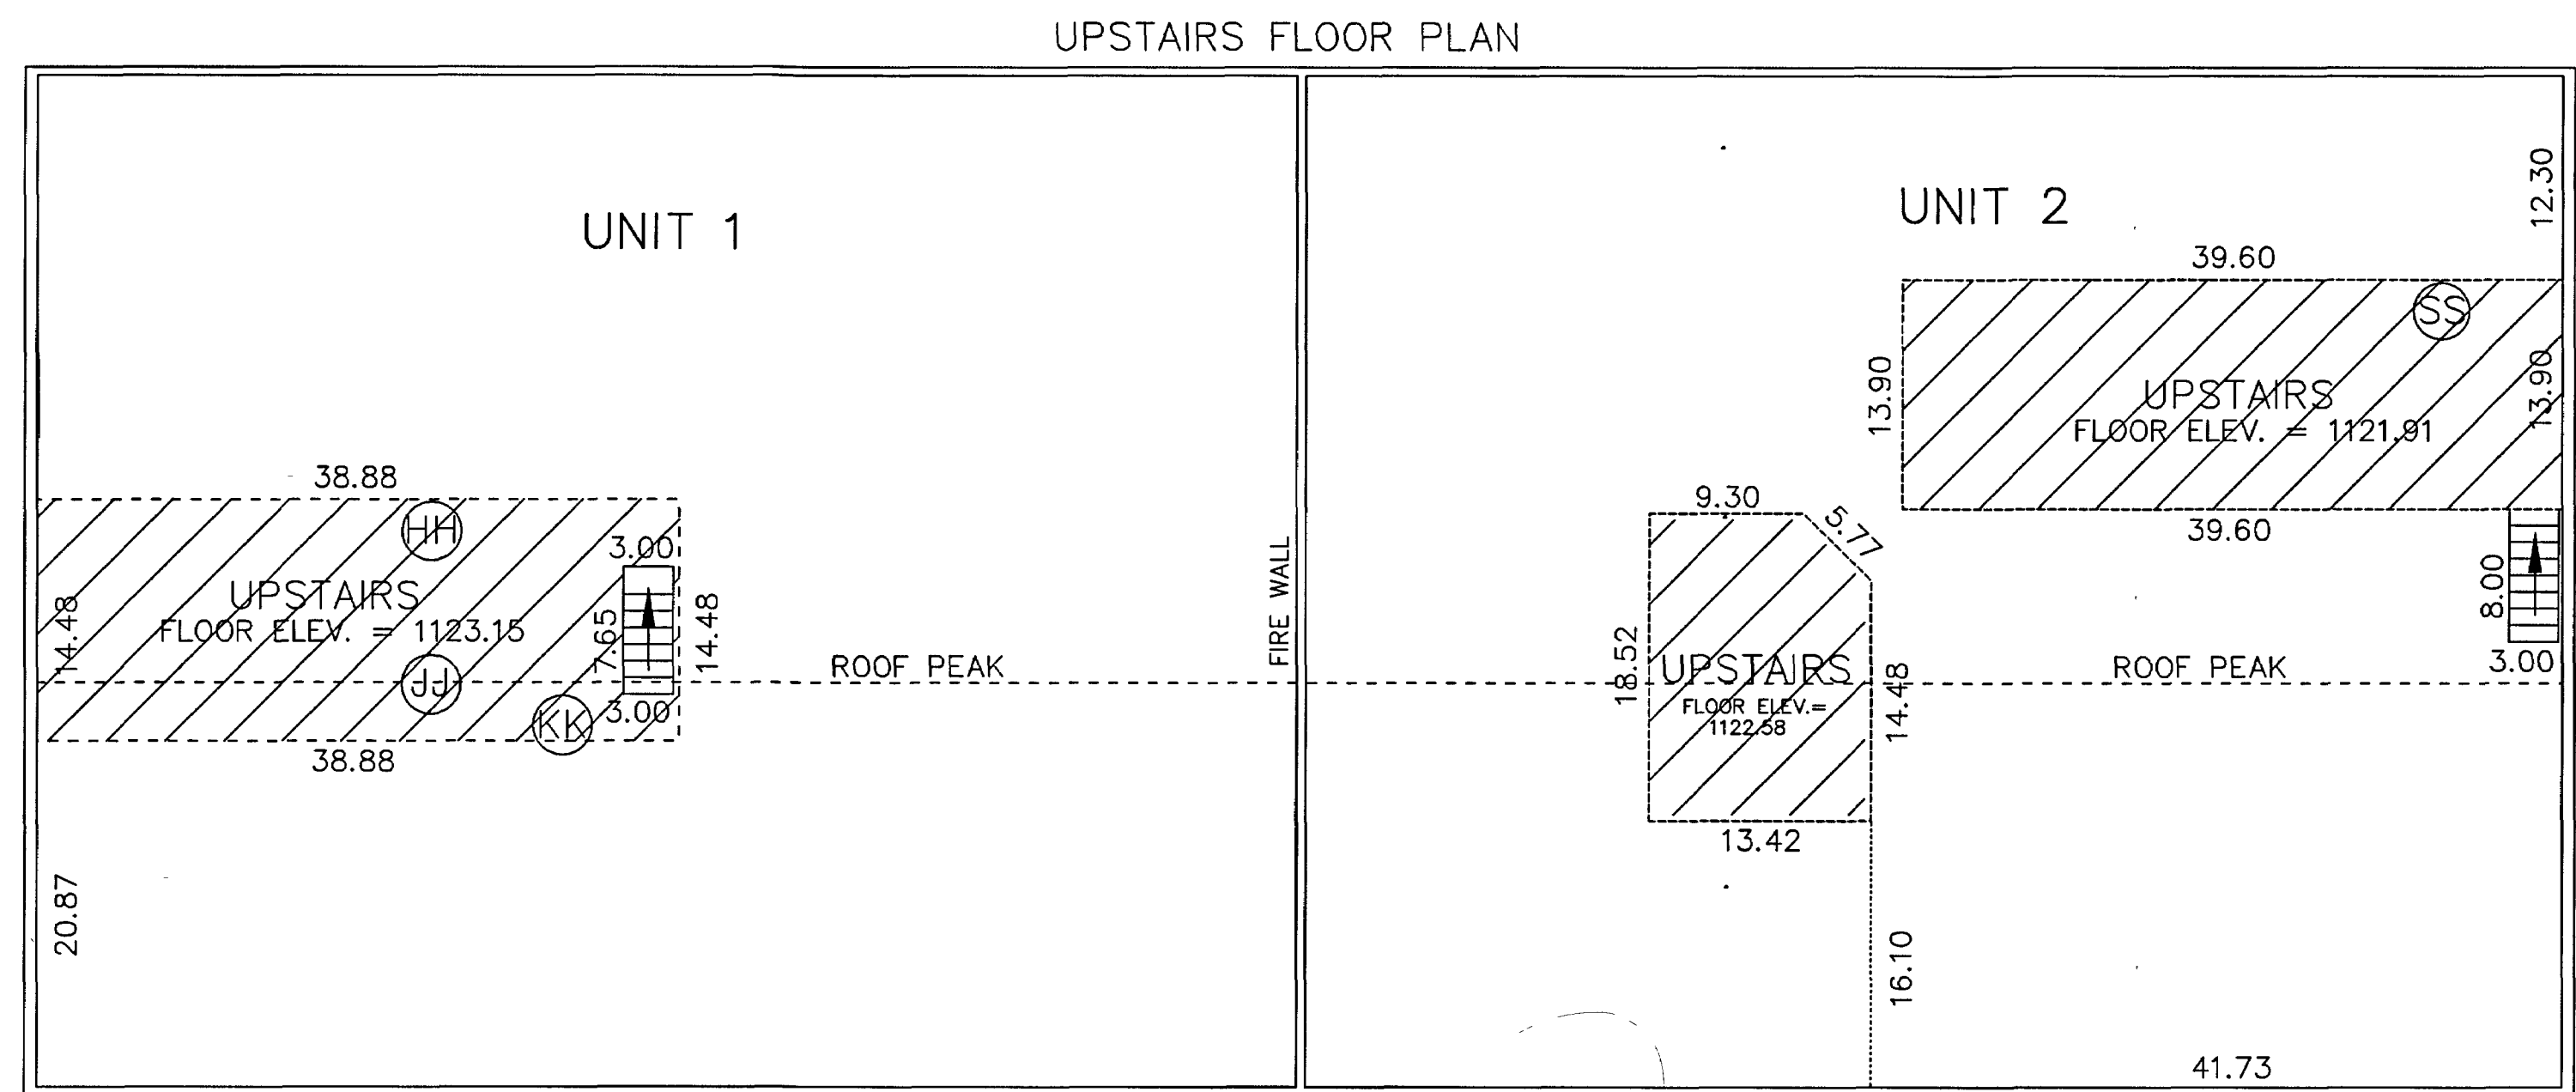 UPSTAIRS FLOOR PLAN
UNIT 1
38.88
HH
3.00
UPSTAIRS
FLOOR ELEV. = 1123.15
14.48
7.65
14.48
JJ
KK
3.00
38.88
ROOF PEAK
20.87
FIRE WALL
UNIT 2
12.30
39.60
SS
13.90
UPSTAIRS
FLOOR ELEV. = 1121.91
13.90
39.60
9.30
5.77
8.00
3.00
18.52
UPSTAIRS
FLOOR ELEV.=
1122.58
14.48
ROOF PEAK
13.42
16.10
41.73